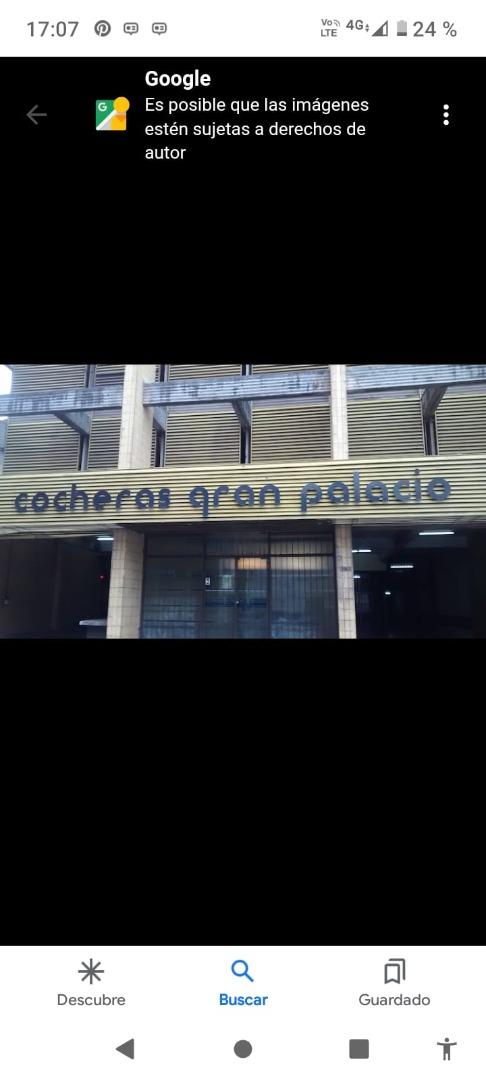 17:07
Vo LTE 4G 24 %
Google
Es posible que las imágenes
estén sujetas a derechos de
autor
cocheras gran palacio
Descubre
Buscar
Guardado